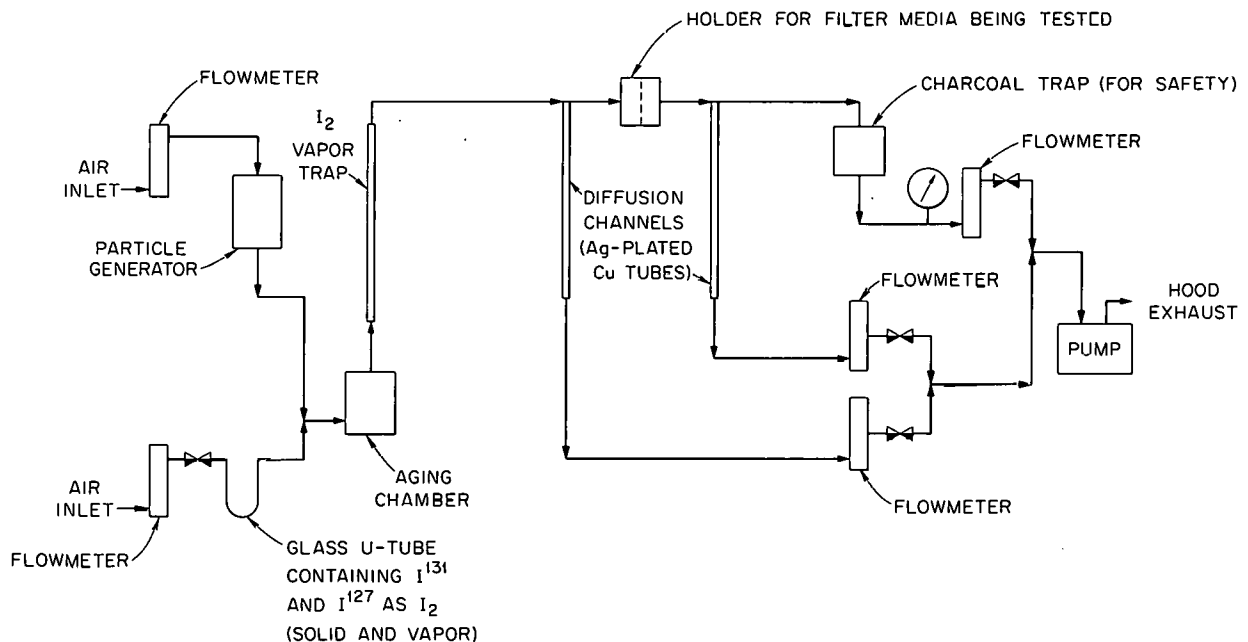 HOLDER FOR FILTER MEDIA BEING TESTED
FLOWMETER
CHARCOAL TRAP (FOR SAFETY)
I₂
VAPOR
TRAP
FLOWMETER
AIR
INLET
DIFFUSION
CHANNELS
(Ag-PLATED
Cu TUBES)
PARTICLE
GENERATOR
FLOWMETER
HOOD
EXHAUST
PUMP
AIR
INLET
AGING
CHAMBER
FLOWMETER
FLOWMETER
GLASS U-TUBE
CONTAINING I¹³¹
AND I¹²⁷ AS I₂
(SOLID AND VAPOR)